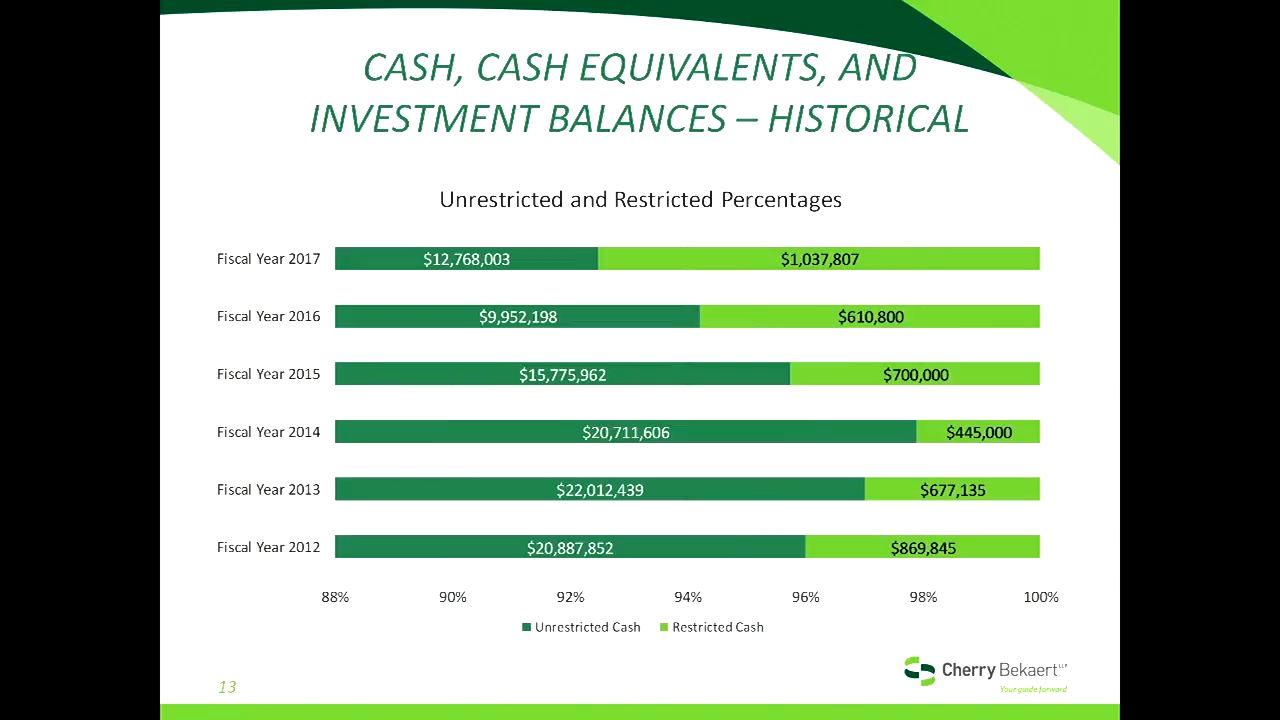 CASH, CASH EQUIVALENTS, AND
INVESTMENT BALANCES – HISTORICAL
Unrestricted and Restricted Percentages
Fiscal Year 2017 $12,768,003 $1,037,807
Fiscal Year 2016 $9,952,198 $610,800
Fiscal Year 2015 $15,775,962 $700,000
Fiscal Year 2014 $20,711,606 $445,000
Fiscal Year 2013 $22,012,439 $677,135
Fiscal Year 2012 $20,887,852 $869,845
88% 90% 92% 94% 96% 98% 100%
Unrestricted Cash Restricted Cash
Cherry Bekaert LLP
Your guide forward
13